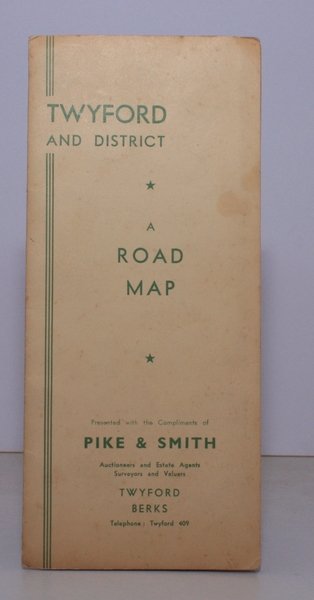 TWYFORD
AND DISTRICT
A
ROAD
MAP
Presented with the Compliments of
PIKE & SMITH
Auctioneers and Estate Agents
Surveyors and Valuers
TWYFORD
BERKS
Telephone: Twyford 409